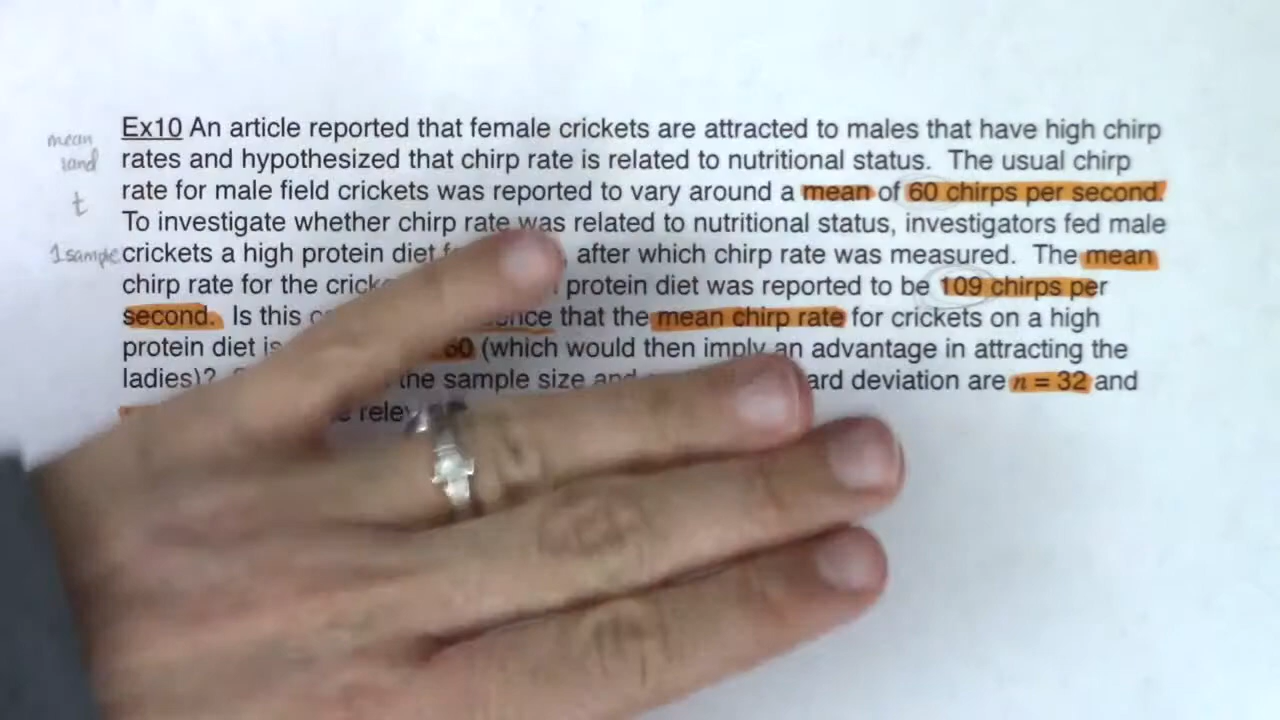 mean
Ex10 An article reported that female crickets are attracted to males that have high chirp
rates and hypothesized that chirp rate is related to nutritional status. The usual chirp
rate for male field crickets was reported to vary around a mean of 60 chirps per second.
t
To investigate whether chirp rate was related to nutritional status, investigators fed male
1 sample crickets a high protein diet after which chirp rate was measured. The mean
chirp rate for the protein diet was reported to be 109 chirps per
second. Is this that the mean chirp rate for crickets on a high
protein diet is 60 (which would then imply an advantage in attracting the
ladies)? the sample size and deviation are n = 32 and